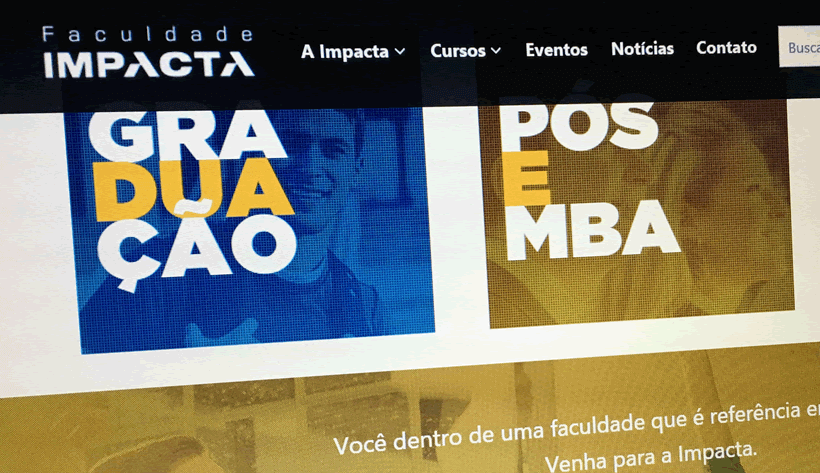 Faculdade
IMPACTA
A Impacta
Cursos
Eventos
Notícias
Contato
Busca
GRA
DUA
ÇÃO
PÓS
E
MBA
Você dentro de uma faculdade que é referência
Venha para a Impacta.